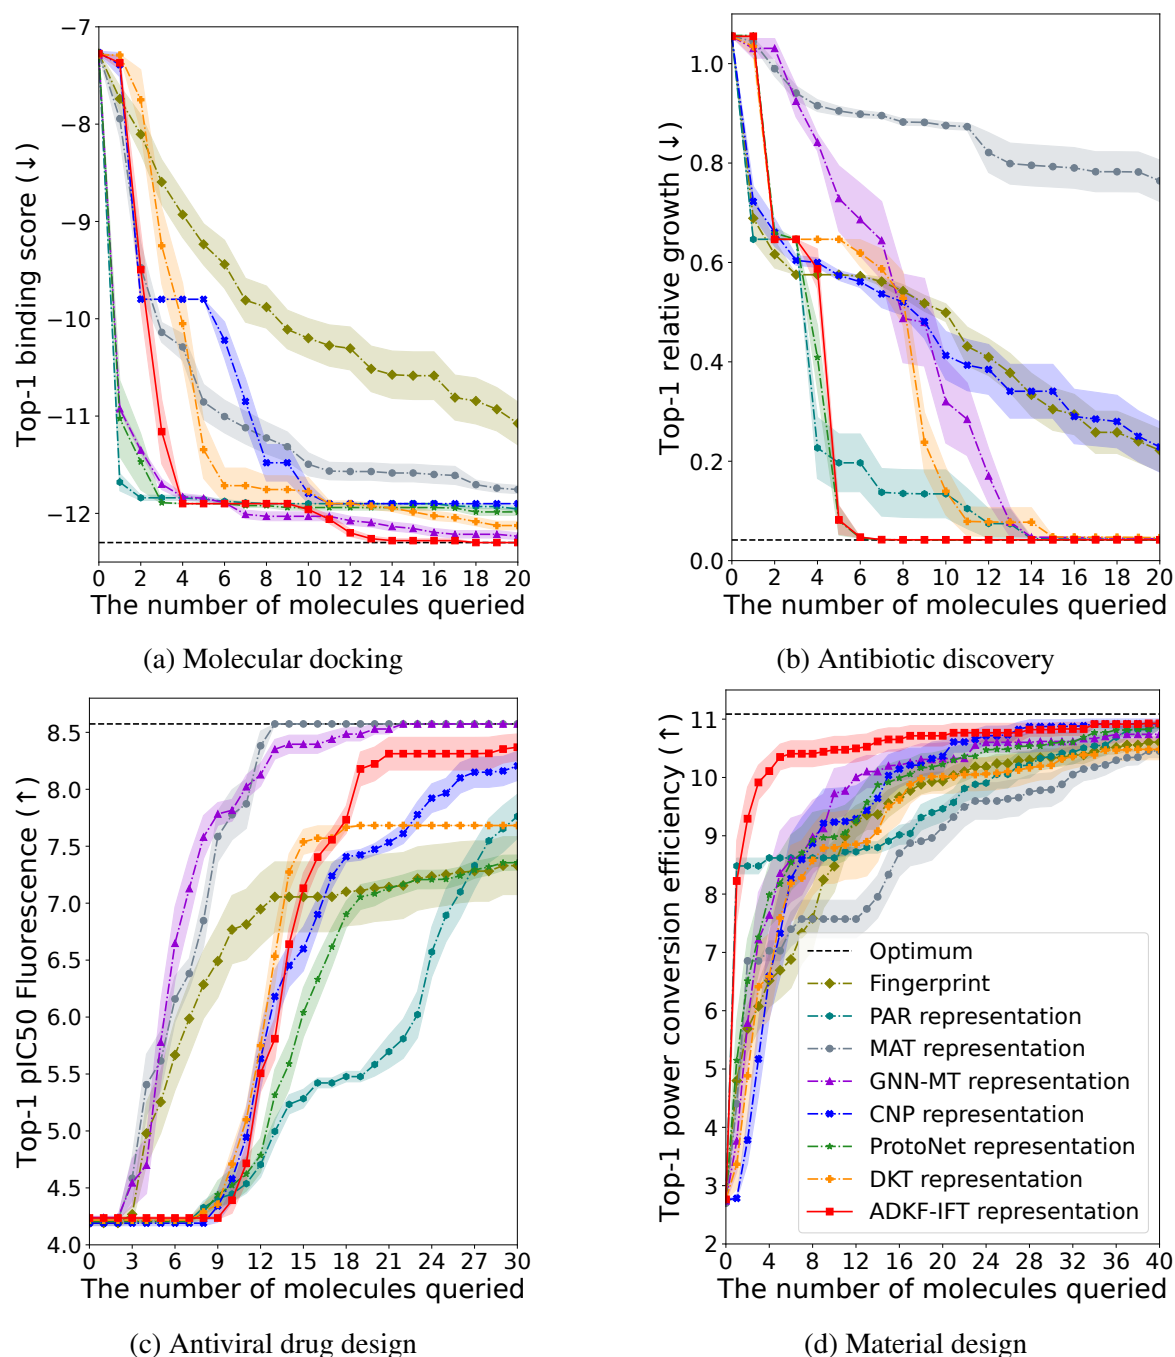 −7
−8
−9
−10
−11
−12
0 2 4 6 8 10 12 14 16 18 20
Top-1 binding score (↓)
The number of molecules queried
(a) Molecular docking
1.0
0.8
0.6
0.4
0.2
0.0
0 2 4 6 8 10 12 14 16 18 20
Top-1 relative growth (↓)
The number of molecules queried
(b) Antibiotic discovery
8.5
8.0
7.5
7.0
6.5
6.0
5.5
5.0
4.5
4.0
0 3 6 9 12 15 18 21 24 27 30
Top-1 pIC50 Fluorescence (↑)
The number of molecules queried
(c) Antiviral drug design
11
10
9
8
7
6
5
4
3
2
0 4 8 12 16 20 24 28 32 36 40
Top-1 power conversion efficiency (↑)
Optimum
Fingerprint
PAR representation
MAT representation
GNN-MT representation
CNP representation
ProtoNet representation
DKT representation
ADKF-IFT representation
The number of molecules queried
(d) Material design